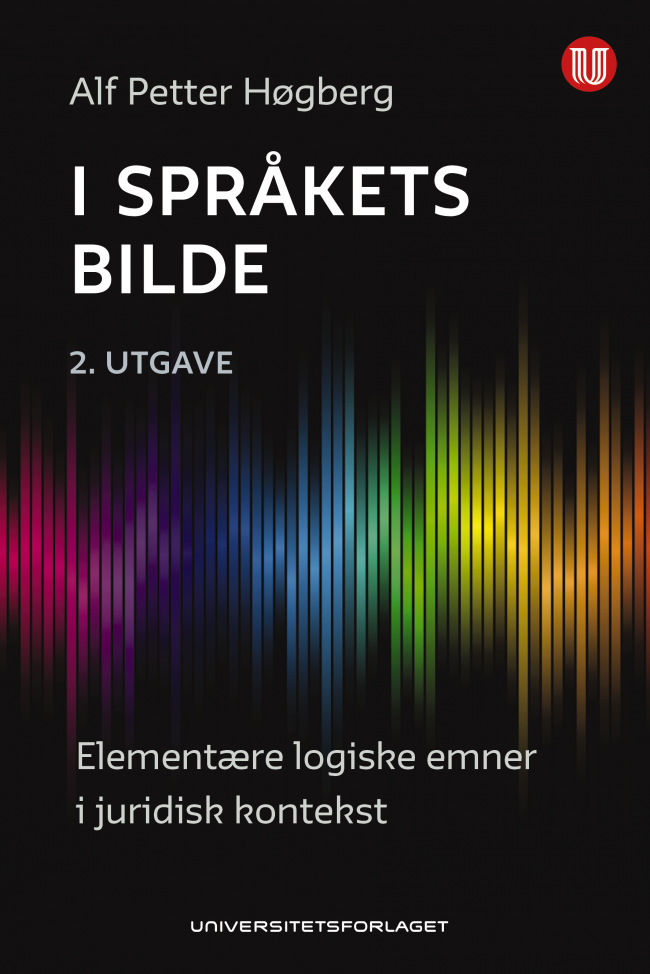 Alf Petter Høgberg
I SPRÅKETS
BILDE
2. UTGAVE
Elementære logiske emner
i juridisk kontekst
UNIVERSITETSFORLAGET